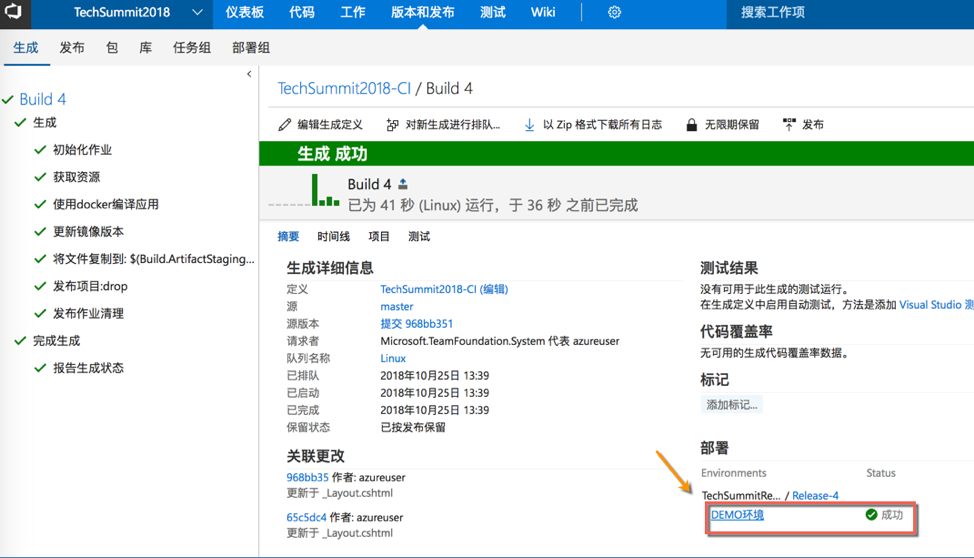 TechSummit2018
仪表板 代码 工作 版本和发布 测试 Wiki
搜索工作项
生成 发布 包 库 任务组 部署组
Build 4
生成
初始化作业
获取资源
使用docker编译应用
更新镜像版本
将文件复制到: $(Build.ArtifactStaging...
发布项目:drop
发布作业清理
完成生成
报告生成状态
TechSummit2018-CI / Build 4
编辑生成定义 对新生成进行排队... 以 Zip 格式下载所有日志 无限期保留 发布
生成 成功
Build 4
已为 41 秒 (Linux) 运行，于 36 秒 之前已完成
摘要 时间线 项目 测试
生成详细信息
定义 TechSummit2018-CI (编辑)
源 master
源版本 提交 968bb351
请求者 Microsoft.TeamFoundation.System 代表 azureuser
队列名称 Linux
已排队 2018年10月25日 13:39
已启动 2018年10月25日 13:39
已完成 2018年10月25日 13:39
保留状态 已按发布保留
关联更改
968bb35 作者: azureuser
更新于 _Layout.cshtml
65c5dc4 作者: azureuser
更新于 _Layout.cshtml
测试结果
没有可用于此生成的测试运行。
在生成定义中启用自动测试，方法是添加 Visual Studio 测
代码覆盖率
无可用的生成代码覆盖率数据。
标记
添加标记...
部署
Environments Status
TechSummitRe... / Release-4
DEMO环境 成功